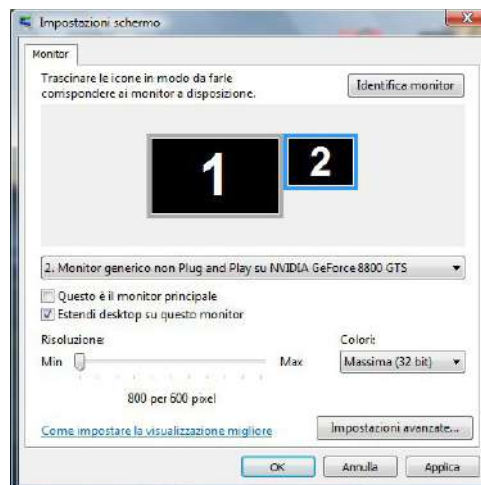 Impostazioni schermo
Monitor
Trascinare le icone in modo da farle
corrispondere ai monitor a disposizione.
Identifica monitor
1
2
2. Monitor generico non Plug and Play su NVIDIA GeForce 8800 GTS
Questo è il monitor principale
Estendi desktop su questo monitor
Risoluzione:
Colori:
Min
Max
Massima (32 bit)
800 per 600 pixel
Come impostare la visualizzazione migliore
Impostazioni avanzate...
OK
Annulla
Applica